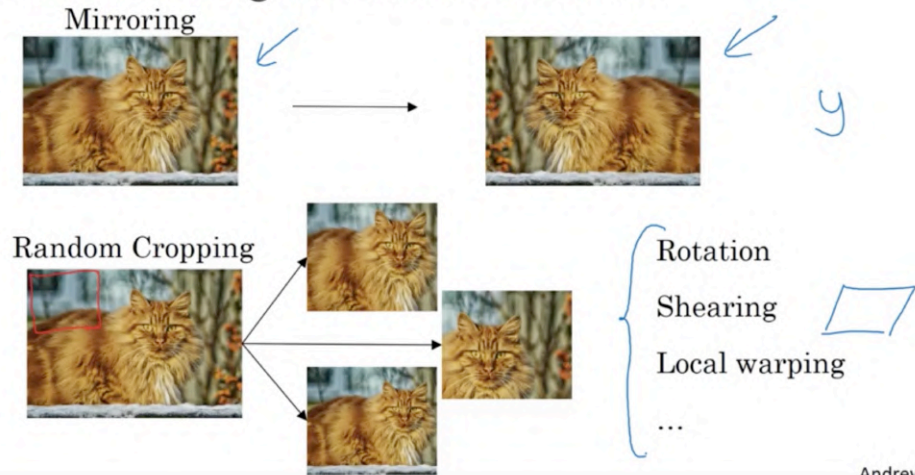 Mirroring
y
Random Cropping
Rotation
Shearing
Local warping
...
Andrew